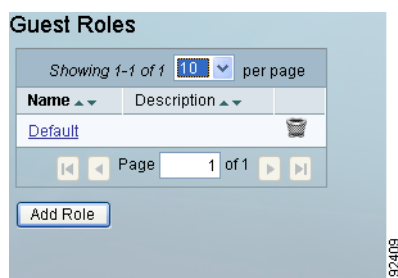 Guest Roles
Showing 1-1 of 1 10 per page
Name Description
Default
Page 1 of 1
Add Role
92409